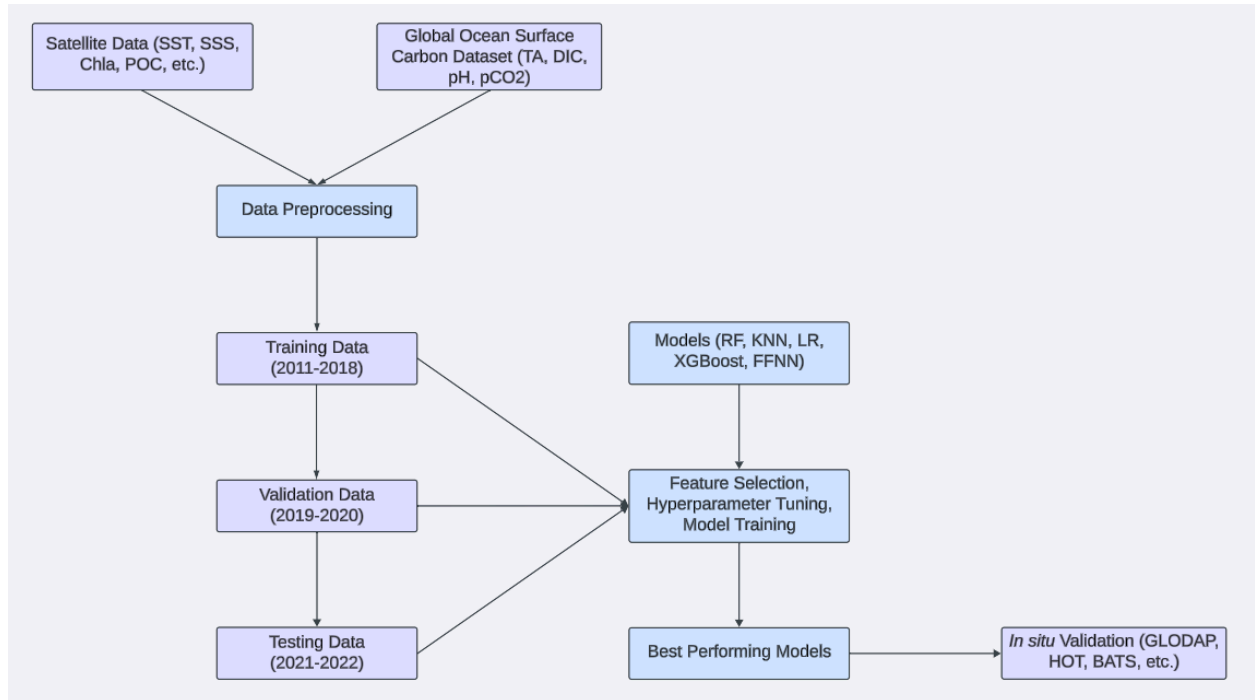 Satellite Data (SST, SSS,
Chla, POC, etc.)
Global Ocean Surface
Carbon Dataset (TA, DIC,
pH, pCO2)
Data Preprocessing
Training Data
(2011-2018)
Models (RF, KNN, LR,
XGBoost, FFNN)
Validation Data
(2019-2020)
Feature Selection,
Hyperparameter Tuning,
Model Training
Testing Data
(2021-2022)
Best Performing Models
In situ Validation (GLODAP,
HOT, BATS, etc.)